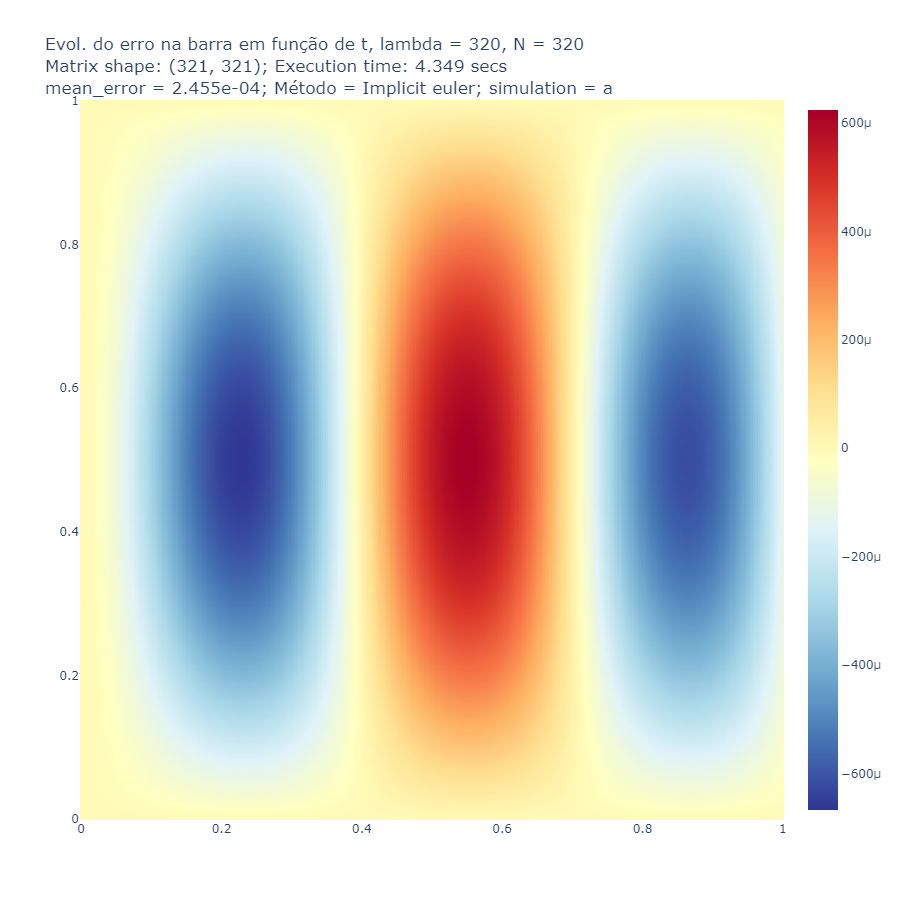 Evol. do erro na barra em função de t, lambda = 320, N = 320
Matrix shape: (321, 321); Execution time: 4.349 secs
mean_error = 2.455e-04; Método = Implicit euler; simulation = a
1
0.8
0.6
0.4
0.2
0
0 0.2 0.4 0.6 0.8 1
600μ
400μ
200μ
0
−200μ
−400μ
−600μ